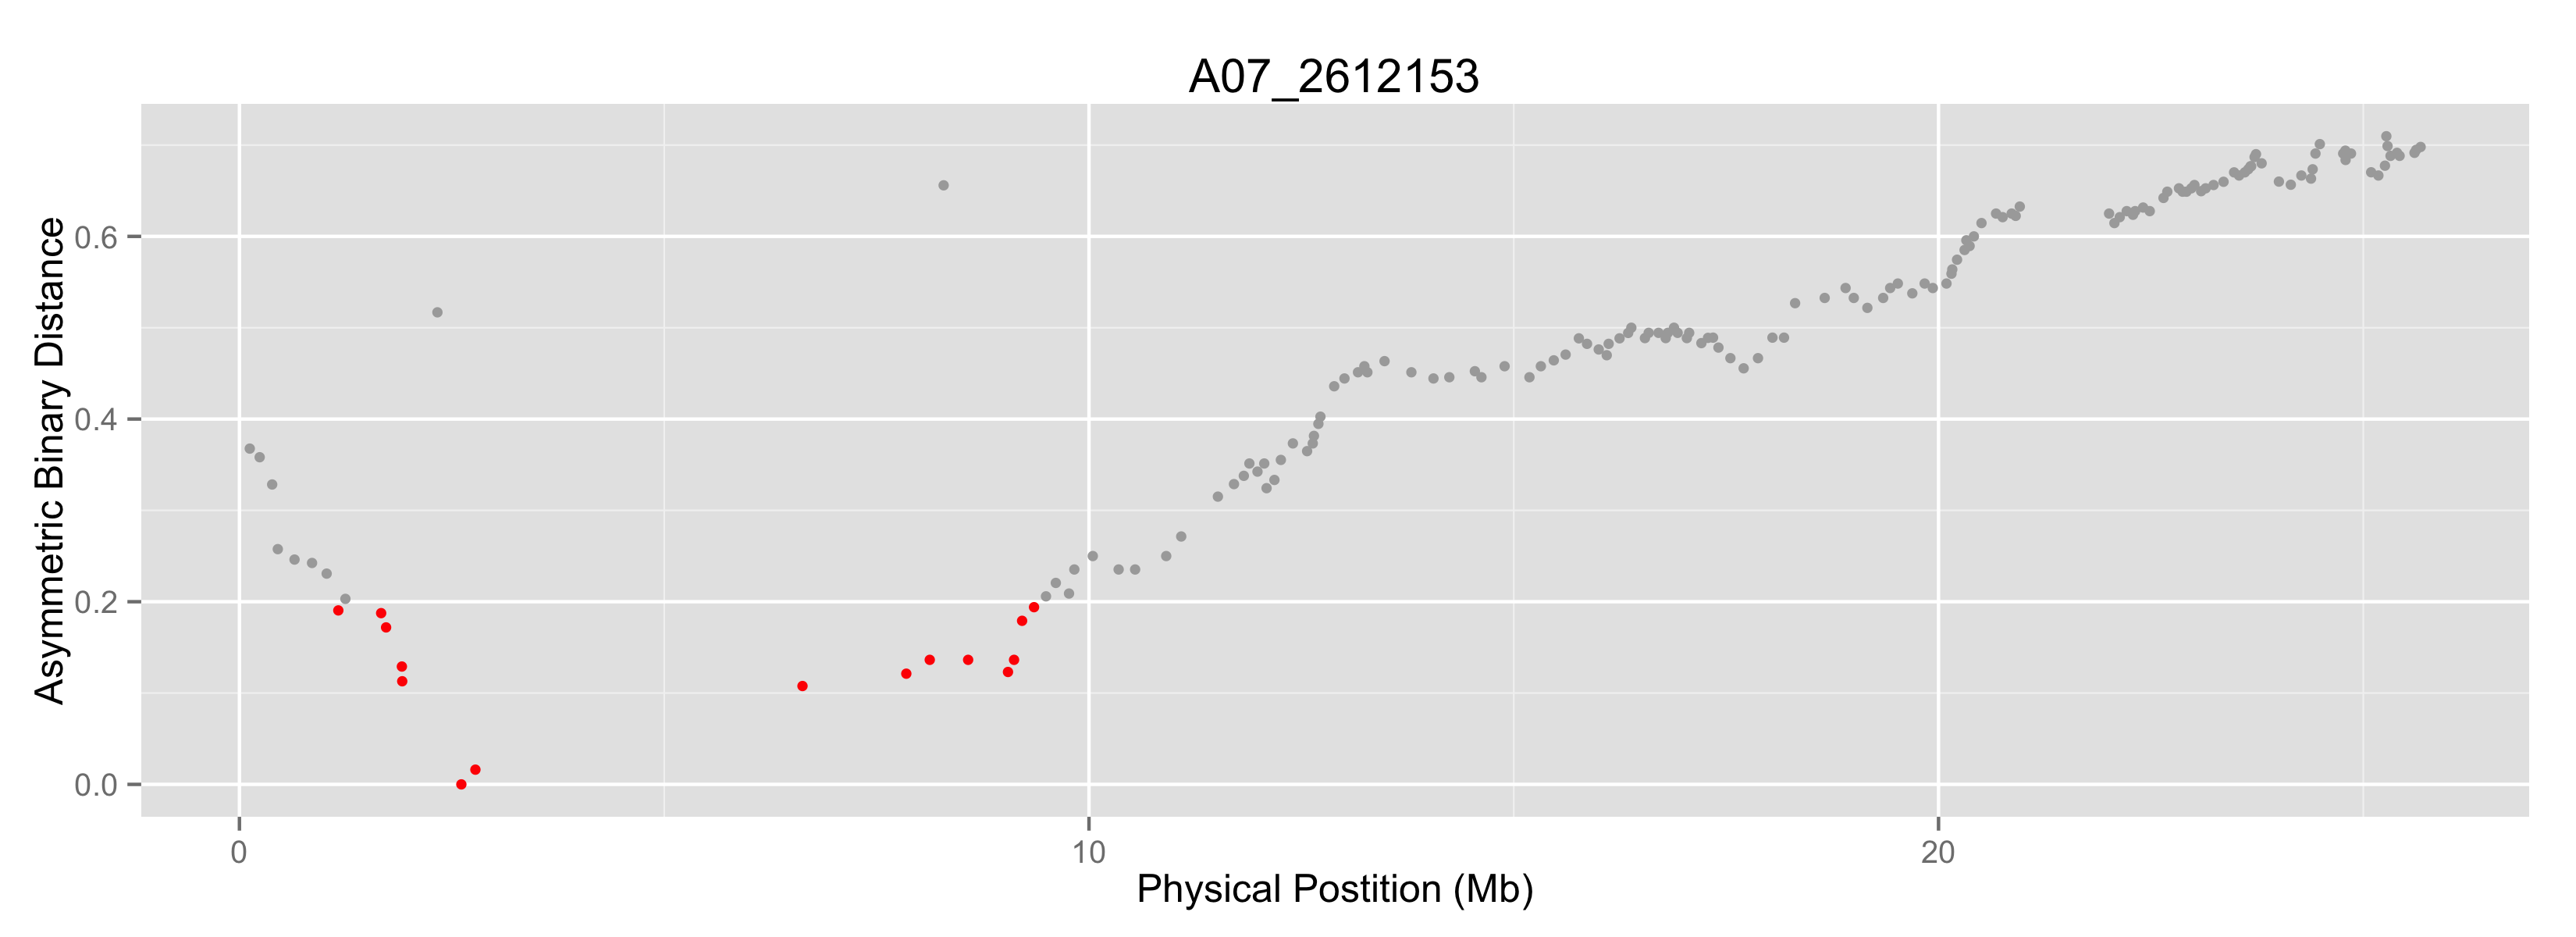 A07_2612153
Asymmetric Binary Distance
0.6
0.4
0.2
0.0
0
10
20
Physical Postition (Mb)